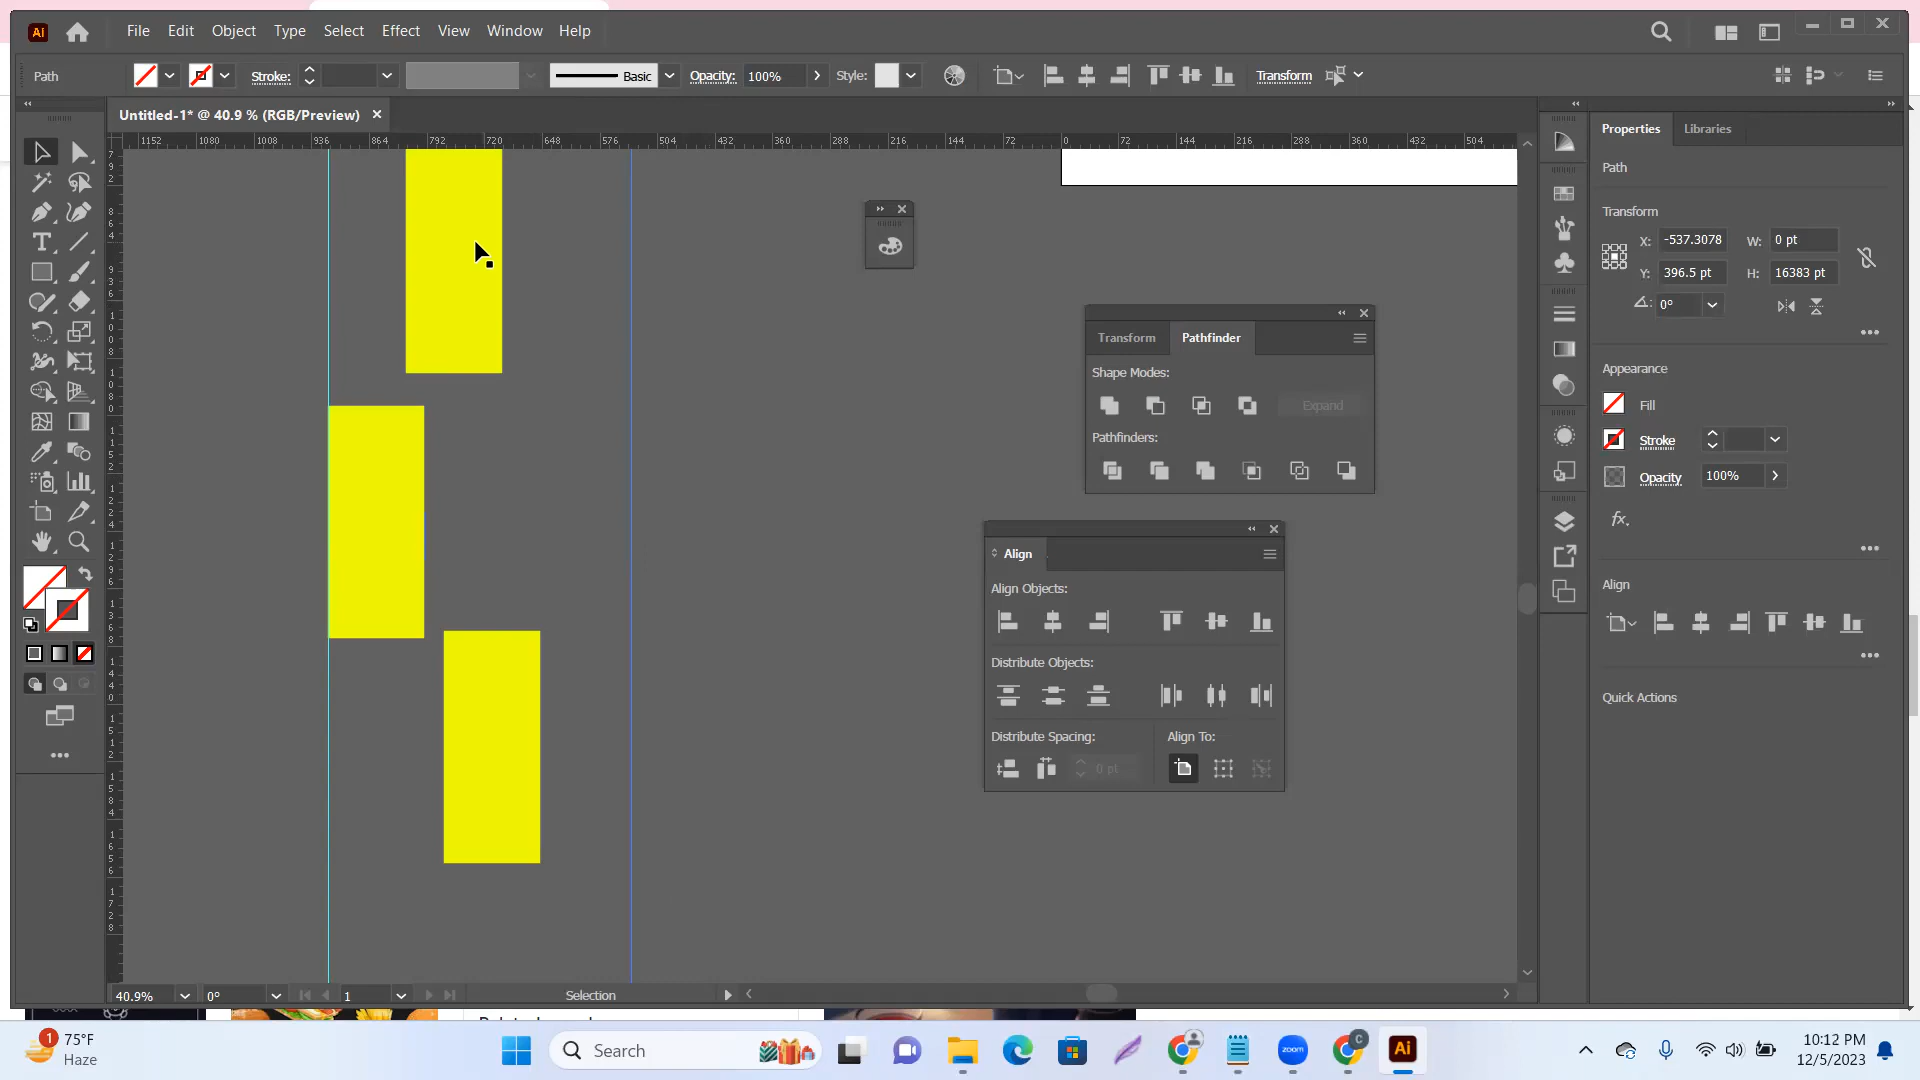 Ai File Edit Object Type Select Effect View Window Help
Path Stroke: Basic Opacity: 100% Style: Transform
Untitled-1* @ 40.9 % (RGB/Preview) ×
1152 1080 1008 936 864 792 720 648 576 504 432 360 288 216 144 72 0 72 144 216 288 360 432 504
Properties Libraries
Path
Transform
X: -537.3078 W: 0 pt
Y: 396.5 pt H: 16383 pt
0°
Appearance
Fill
Stroke
Opacity 100%
fx.
Align
Quick Actions
Transform Pathfinder
Shape Modes:
Expand
Pathfinders:
Align
Align Objects:
Distribute Objects:
Distribute Spacing: Align To:
0 pt
40.9% 0° 1 Selection
1 75°F
Haze
Search
zoom
C
Ai
10:12 PM
12/5/2023